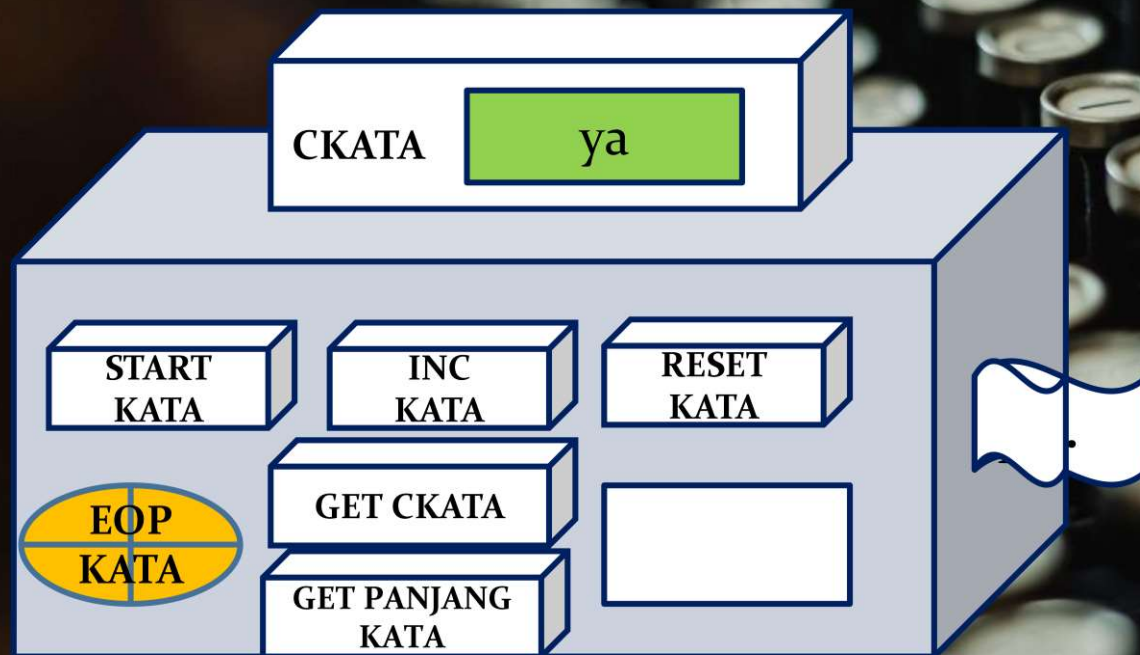 CKATA
ya
START
KATA
INC
KATA
RESET
KATA
EOP
KATA
GET CKATA
GET PANJANG
KATA
.